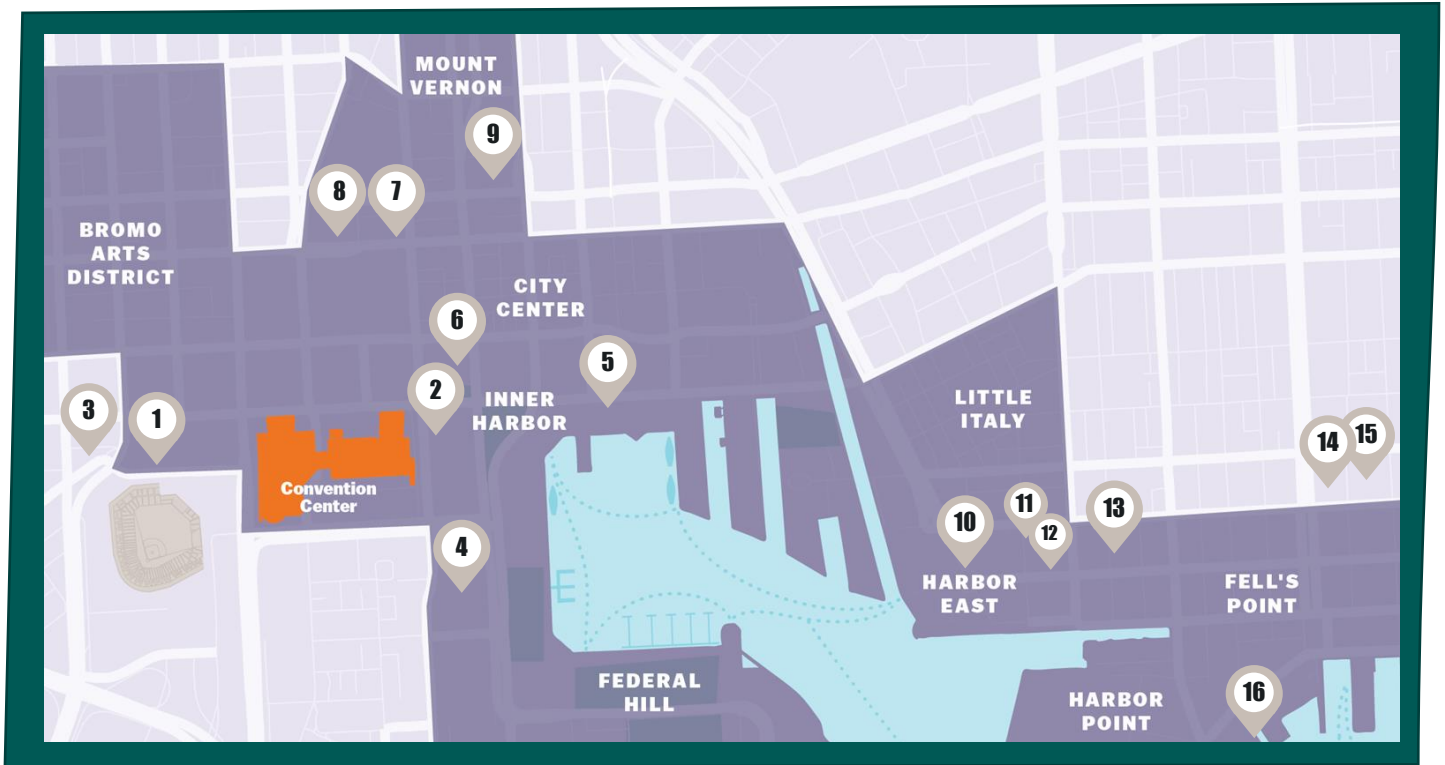 MOUNT
VERNON
9
8
7
BROMO
ARTS
DISTRICT
CITY
CENTER
6
5
2
INNER
HARBOR
3
1
LITTLE
ITALY
14
15
Convention
Center
10
11
12
13
4
HARBOR
EAST
FELL'S
POINT
FEDERAL
HILL
HARBOR
POINT
16